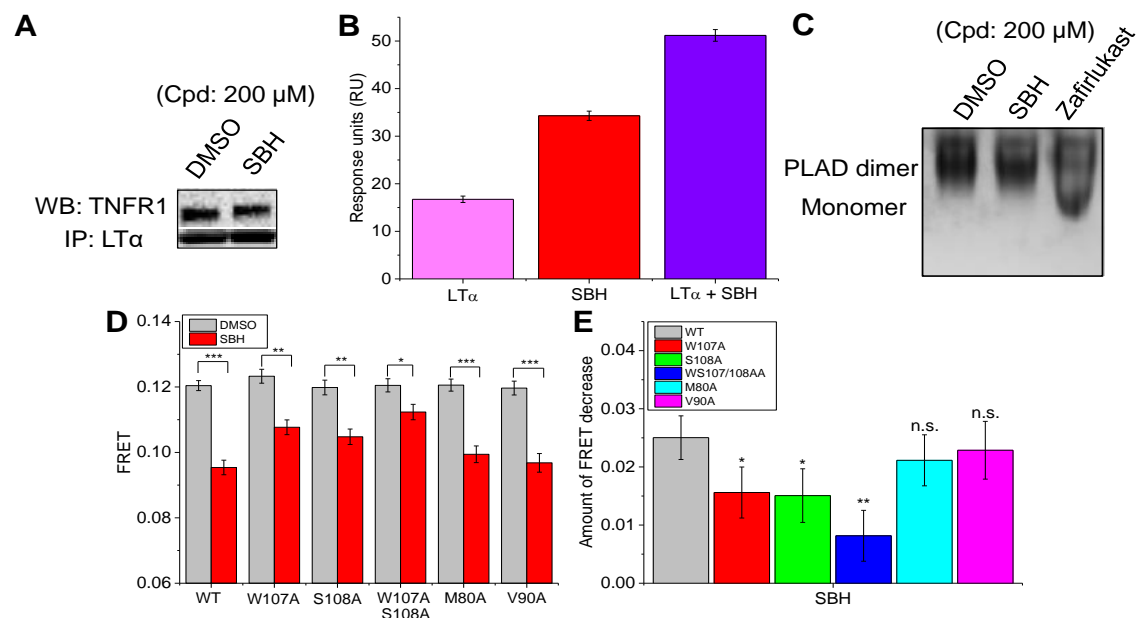 A
(Cpd: 200 µM)
DMSO
SBH
WB: TNFR1
IP: LTα
B
Response units (RU)
50
40
30
20
10
0
LTα
SBH
LTα + SBH
C
(Cpd: 200 µM)
DMSO
SBH
Zafirlukast
PLAD dimer
Monomer
D
FRET
0.14
0.12
0.10
0.08
0.06
DMSO
SBH
***
**
**
*
***
***
WT
W107A
S108A
W107A
S108A
M80A
V90A
E
Amount of FRET decrease
0.04
0.03
0.02
0.01
0.00
WT
W107A
S108A
WS107/108AA
M80A
V90A
*
*
**
n.s.
n.s.
SBH